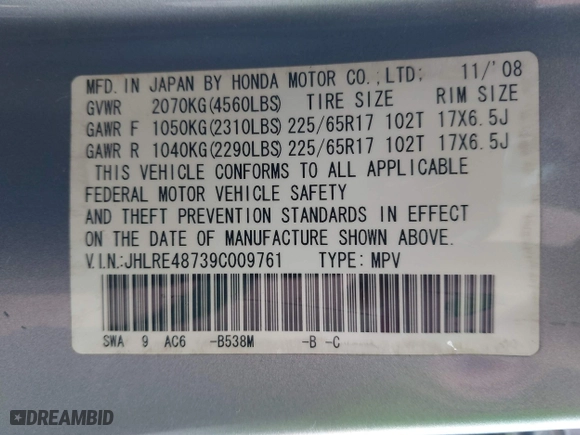 MFD. IN JAPAN BY HONDA MOTOR CO.,LTD; 11/'08
GVWR 2070KG(4560LBS) TIRE SIZE RIM SIZE
GAWR F 1050KG(2310LBS) 225/65R17 102T 17X6.5J
GAWR R 1040KG(2290LBS) 225/65R17 102T 17X6.5J
THIS VEHICLE CONFORMS TO ALL APPLICABLE
FEDERAL MOTOR VEHICLE SAFETY
AND THEFT PREVENTION STANDARDS IN EFFECT
ON THE DATE OF MANUFACTURE SHOWN ABOVE.
V.I.N.:JHLRE48739C009761 TYPE: MPV
SWA 9 AC6 -B538M -B -C
DREAMBID